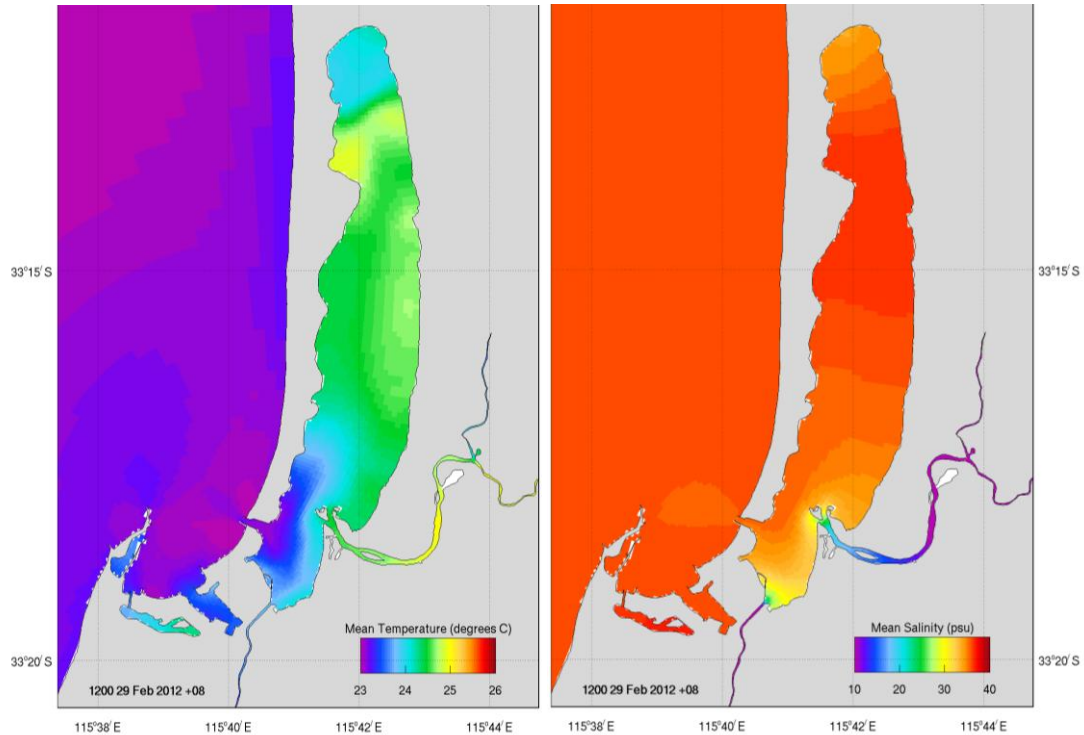 33°15′ S
33°20′ S
Mean Temperature (degrees C)
23 24 25 26
1200 29 Feb 2012 +08
115°38′ E 115°40′ E 115°42′ E 115°44′ E
Mean Salinity (psu)
10 20 30 40
1200 29 Feb 2012 +08
33°15′ S
33°20′ S
115°38′ E 115°40′ E 115°42′ E 115°44′ E